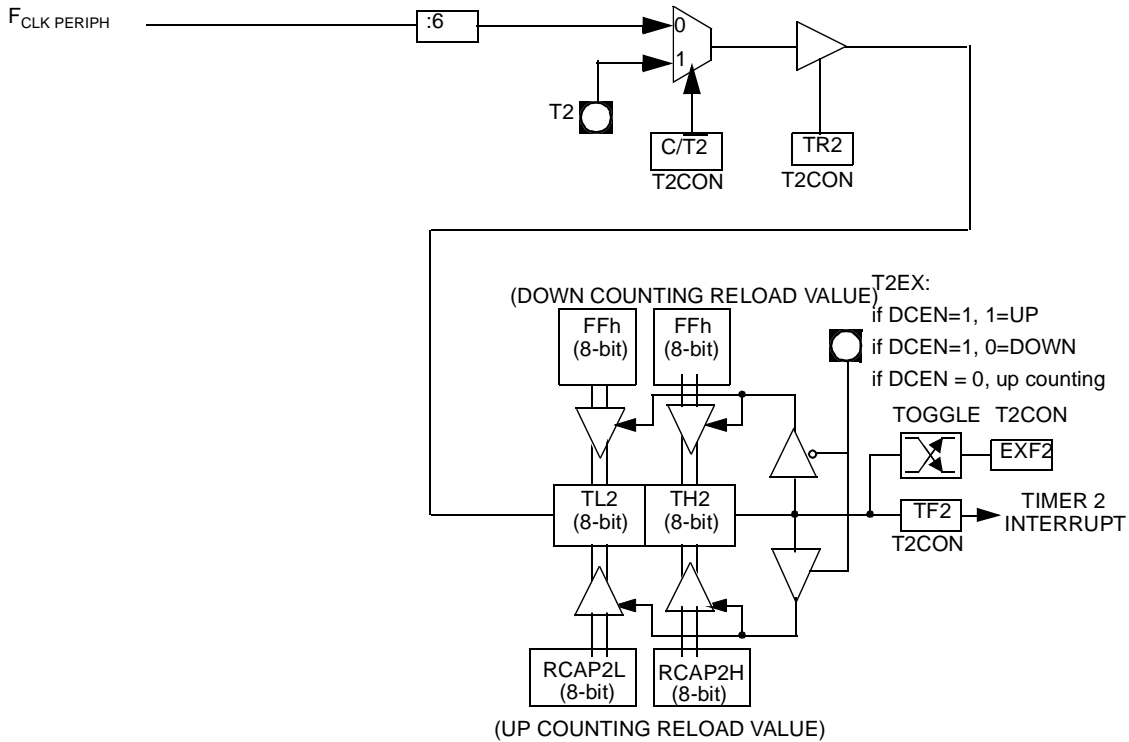 FCLK PERIPH
:6
0
1
T2
C/T2
T2CON
TR2
T2CON
(DOWN COUNTING RELOAD VALUE)
T2EX:
if DCEN=1, 1=UP
if DCEN=1, 0=DOWN
if DCEN = 0, up counting
FFh
(8-bit)
FFh
(8-bit)
TOGGLE
T2CON
EXF2
TL2
(8-bit)
TH2
(8-bit)
TF2
T2CON
TIMER 2
INTERRUPT
RCAP2L
(8-bit)
RCAP2H
(8-bit)
(UP COUNTING RELOAD VALUE)